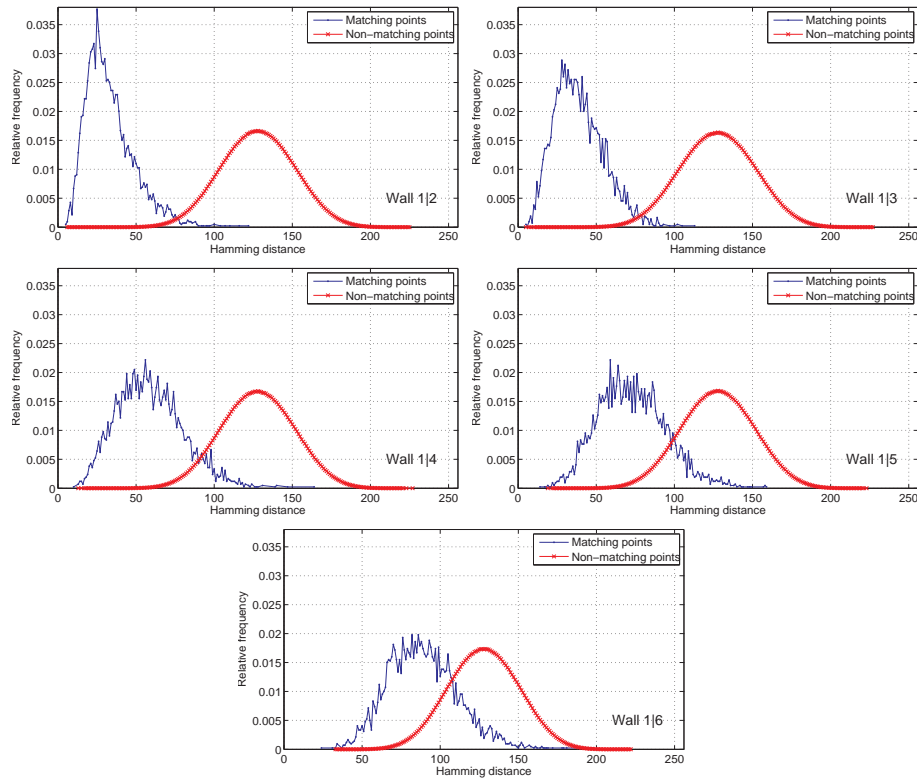 Matching points
Non−matching points
Relative frequency
0.035
0.03
0.025
0.02
0.015
0.01
0.005
0
Wall 1|2
0 50 100 150 200 250
Hamming distance
Matching points
Non−matching points
Relative frequency
0.035
0.03
0.025
0.02
0.015
0.01
0.005
0
Wall 1|3
0 50 100 150 200 250
Hamming distance
Matching points
Non−matching points
Relative frequency
0.035
0.03
0.025
0.02
0.015
0.01
0.005
0
Wall 1|4
0 50 100 150 200 250
Hamming distance
Matching points
Non−matching points
Relative frequency
0.035
0.03
0.025
0.02
0.015
0.01
0.005
0
Wall 1|5
0 50 100 150 200 250
Hamming distance
Matching points
Non−matching points
Relative frequency
0.035
0.03
0.025
0.02
0.015
0.01
0.005
0
Wall 1|6
0 50 100 150 200 250
Hamming distance